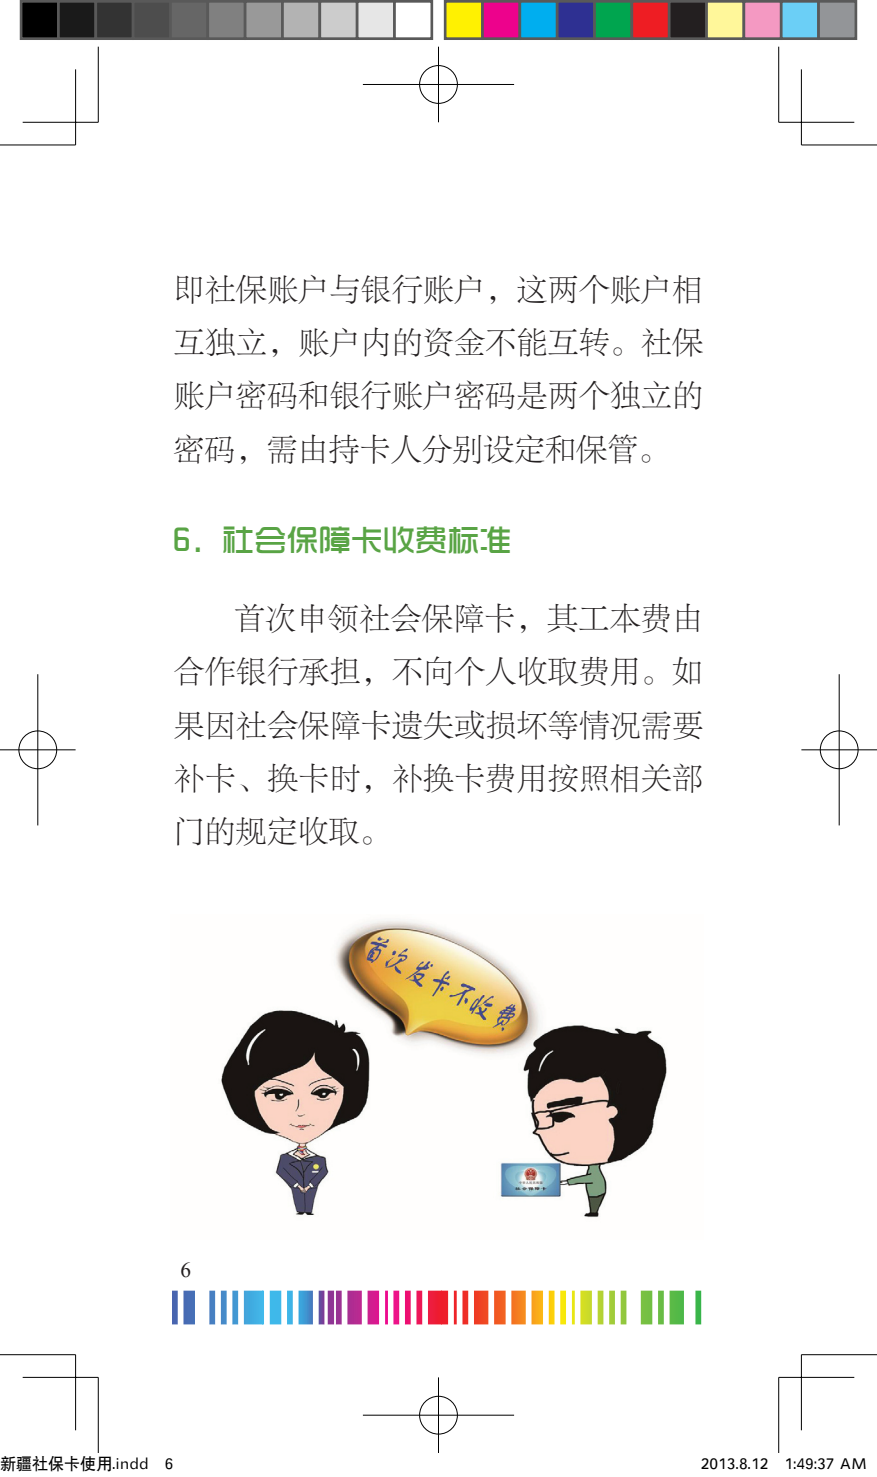 即社保账户与银行账户，这两个账户相
互独立，账户内的资金不能互转。社保
账户密码和银行账户密码是两个独立的
密码，需由持卡人分别设定和保管。
6. 社会保障卡收费标准
首次申领社会保障卡，其工本费由
合作银行承担，不向个人收取费用。如
果因社会保障卡遗失或损坏等情况需要
补卡、换卡时，补换卡费用按照相关部
门的规定收取。
首次发卡不收费
社会保障卡
6
新疆社保卡使用.indd 6
2013.8.12 1:49:37 AM